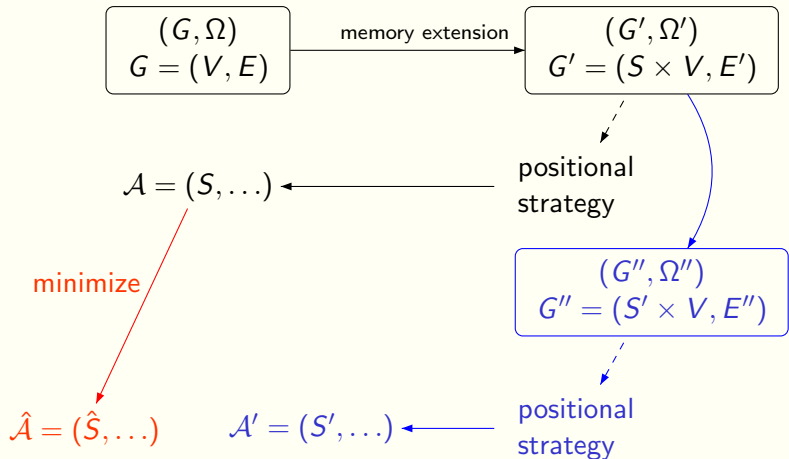 (G, Ω)
G = (V, E)
memory extension
(G′, Ω′)
G′ = (S × V, E′)
positional
strategy
𝒜 = (S, …)
minimize
(G″, Ω″)
G″ = (S′ × V, E″)
positional
strategy
𝒜̂ = (Ŝ, …)
𝒜′ = (S′, …)